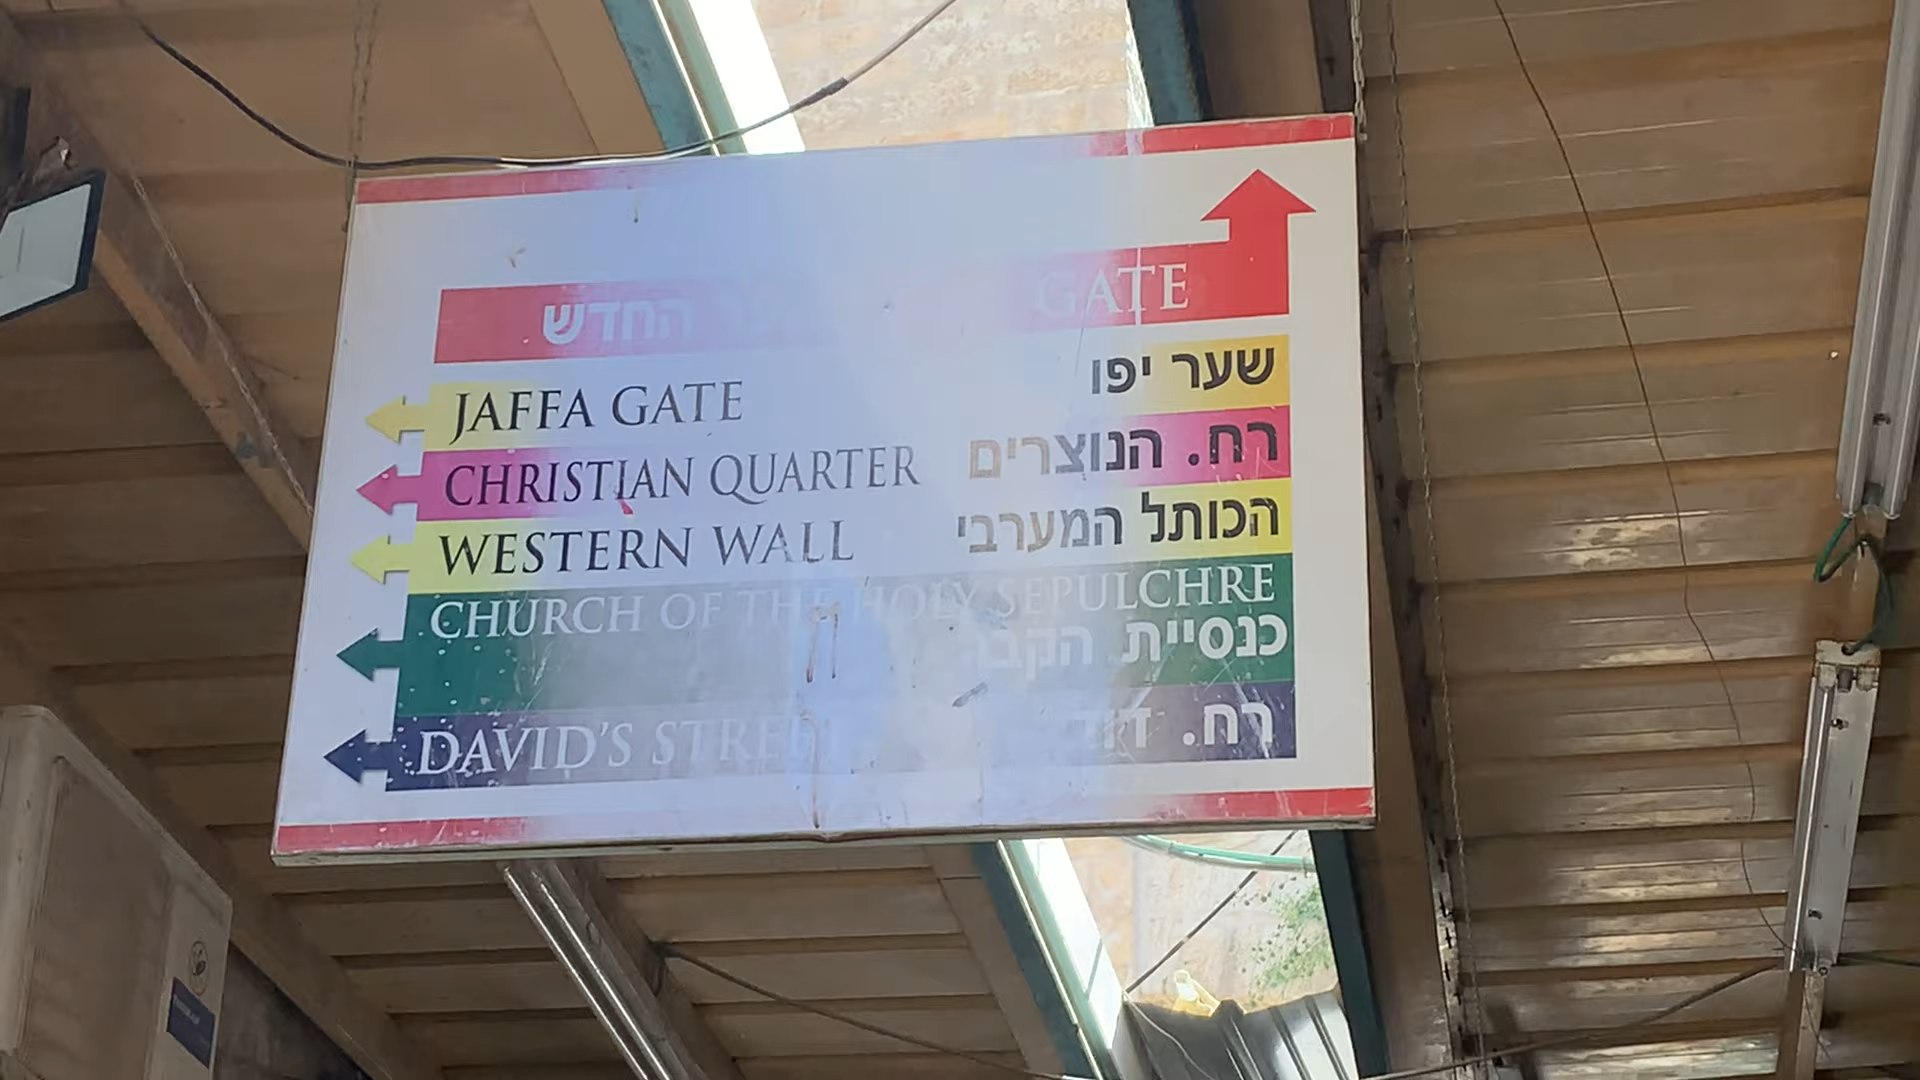 החדש GATE
JAFFA GATE שער יפו
CHRISTIAN QUARTER רח. הנוצרים
WESTERN WALL הכותל המערבי
CHURCH OF THE HOLY SEPULCHRE
כנסיית הקבר
DAVID'S STREET רח. דוד